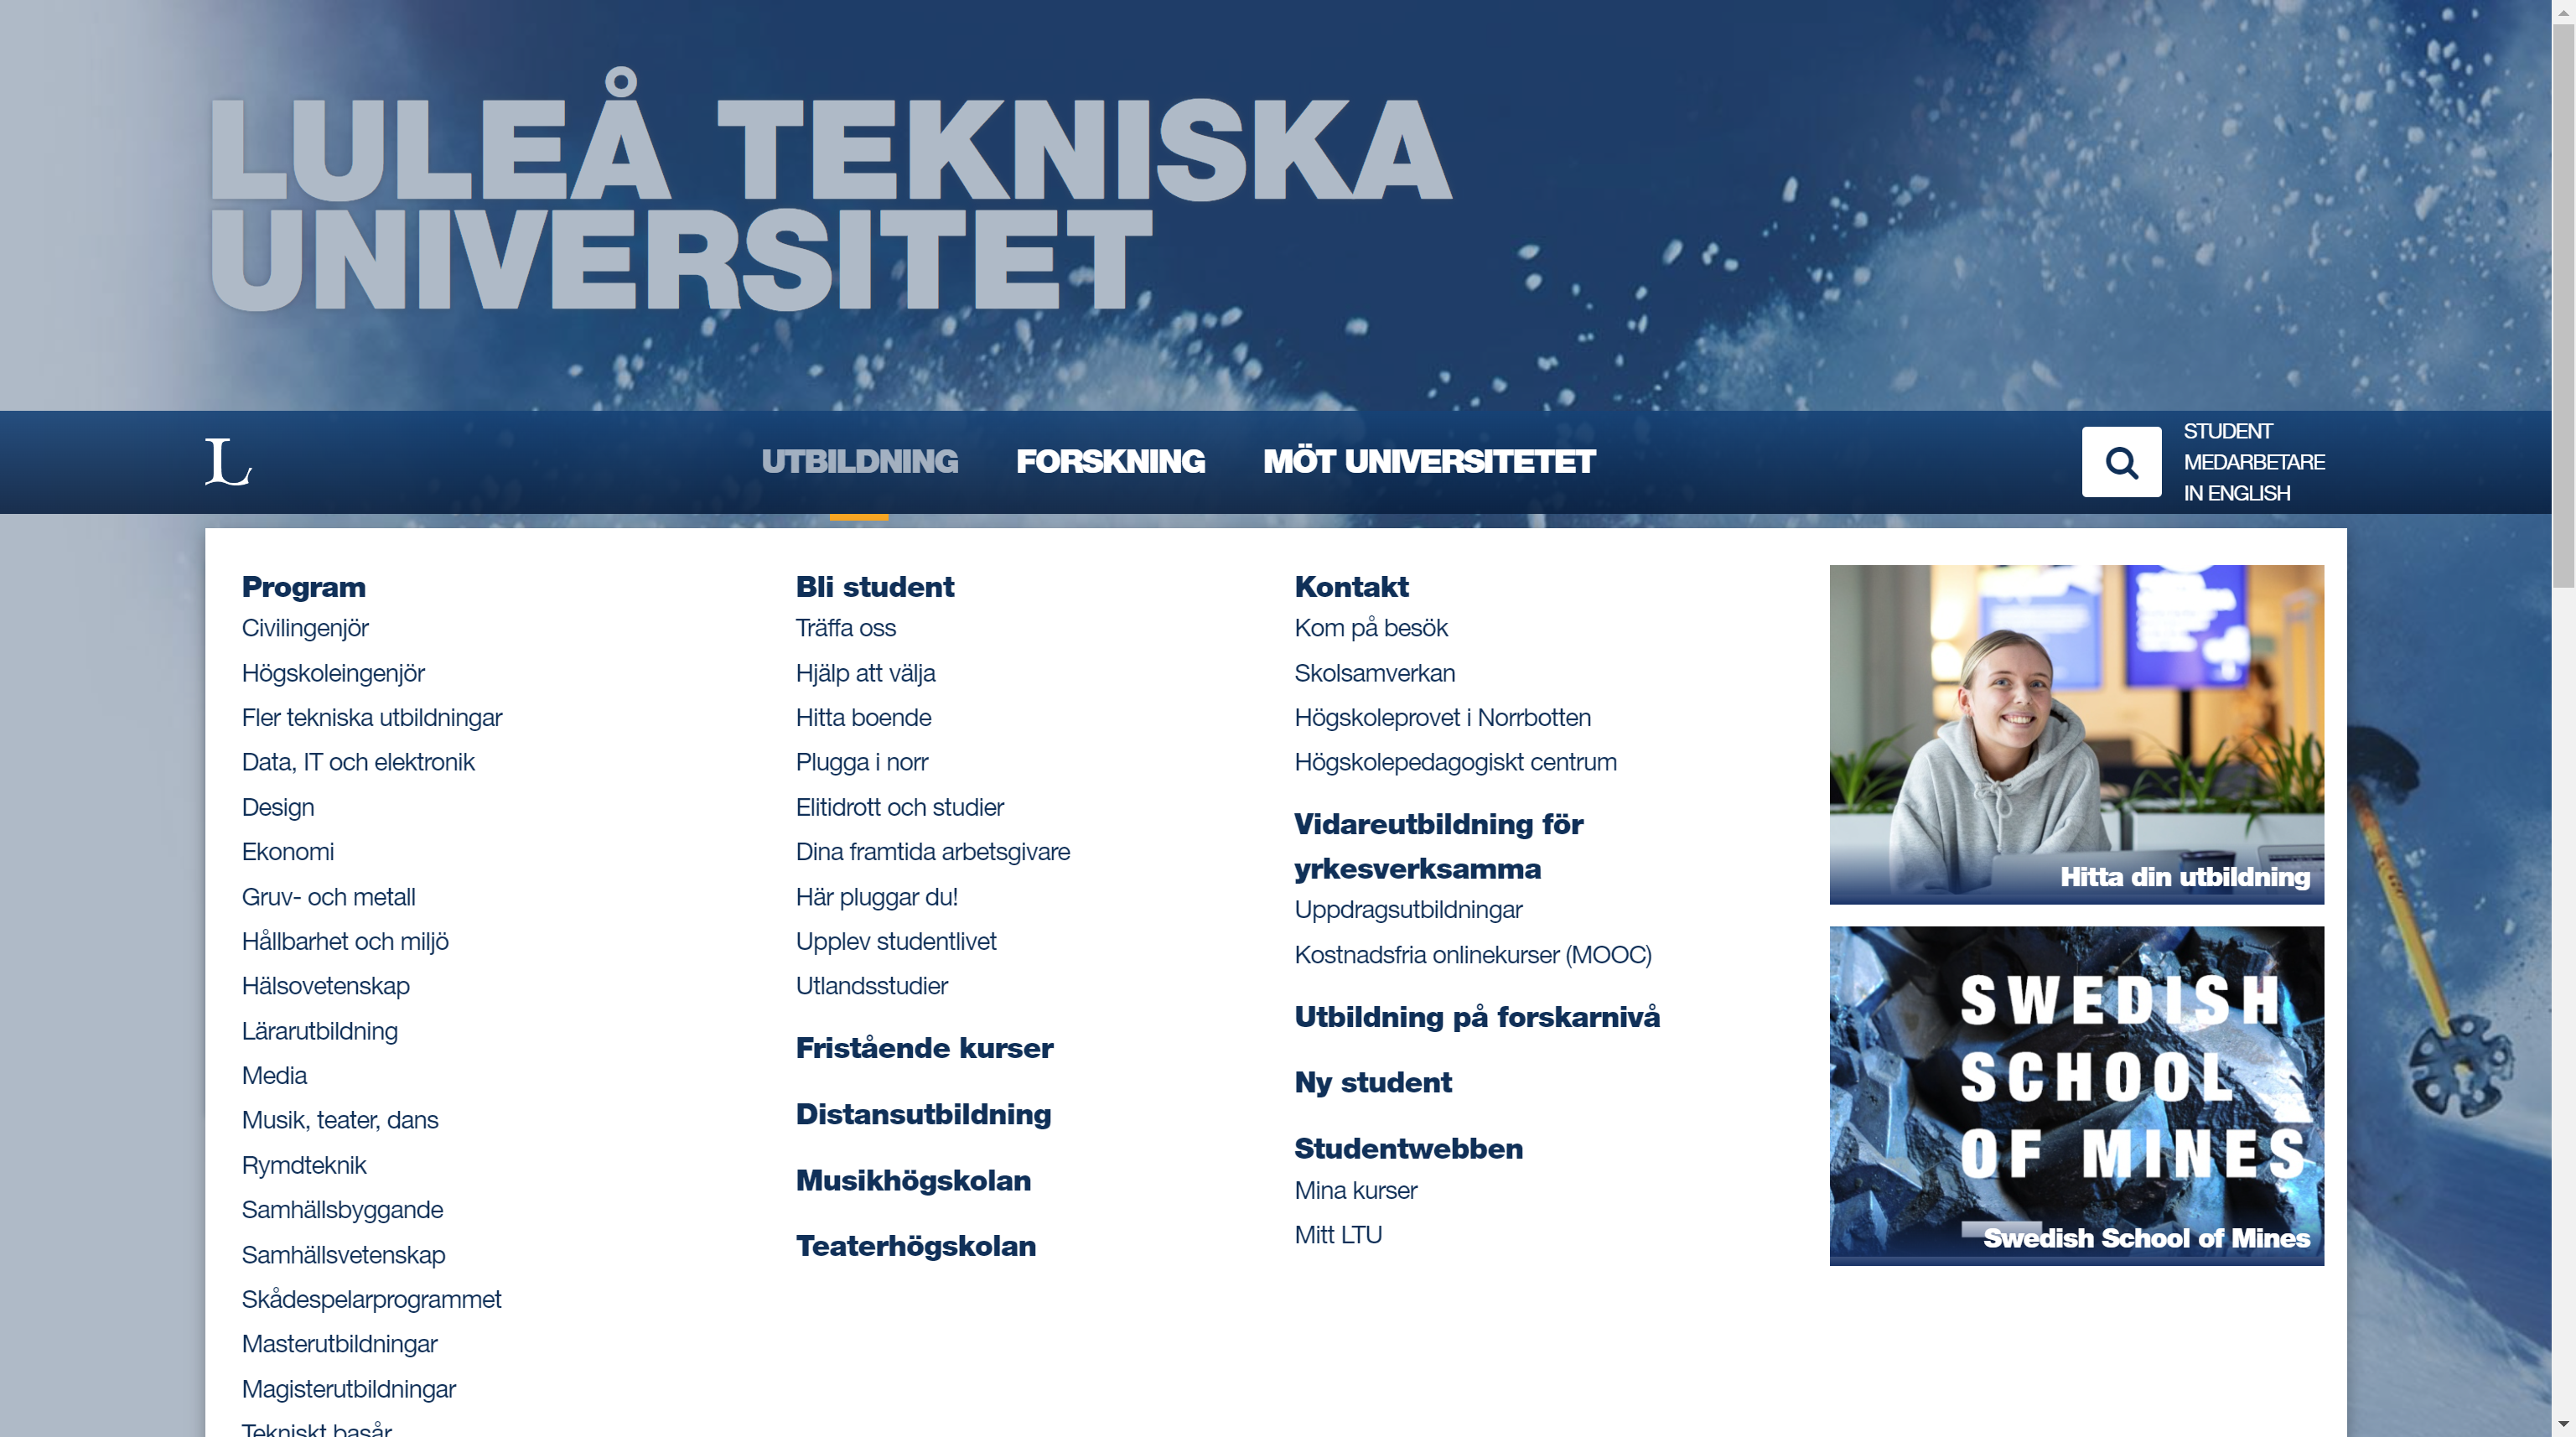 LULEÅ TEKNISKA
UNIVERSITET
L
UTBILDNING
FORSKNING
MÖT UNIVERSITETET
STUDENT
MEDARBETARE
IN ENGLISH
Program
Civilingenjör
Högskoleingenjör
Fler tekniska utbildningar
Data, IT och elektronik
Design
Ekonomi
Gruv- och metall
Hållbarhet och miljö
Hälsovetenskap
Lärarutbildning
Media
Musik, teater, dans
Rymdteknik
Samhällsbyggande
Samhällsvetenskap
Skådespelarprogrammet
Masterutbildningar
Magisterutbildningar
Tekniskt basår
Bli student
Träffa oss
Hjälp att välja
Hitta boende
Plugga i norr
Elitidrott och studier
Dina framtida arbetsgivare
Här pluggar du!
Upplev studentlivet
Utlandsstudier
Fristående kurser
Distansutbildning
Musikhögskolan
Teaterhögskolan
Kontakt
Kom på besök
Skolsamverkan
Högskoleprovet i Norrbotten
Högskolepedagogiskt centrum
Vidareutbildning för
yrkesverksamma
Uppdragsutbildningar
Kostnadsfria onlinekurser (MOOC)
Utbildning på forskarnivå
Ny student
Studentwebben
Mina kurser
Mitt LTU
Hitta din utbildning
SWEDISH
SCHOOL
OF MINES
Swedish School of Mines